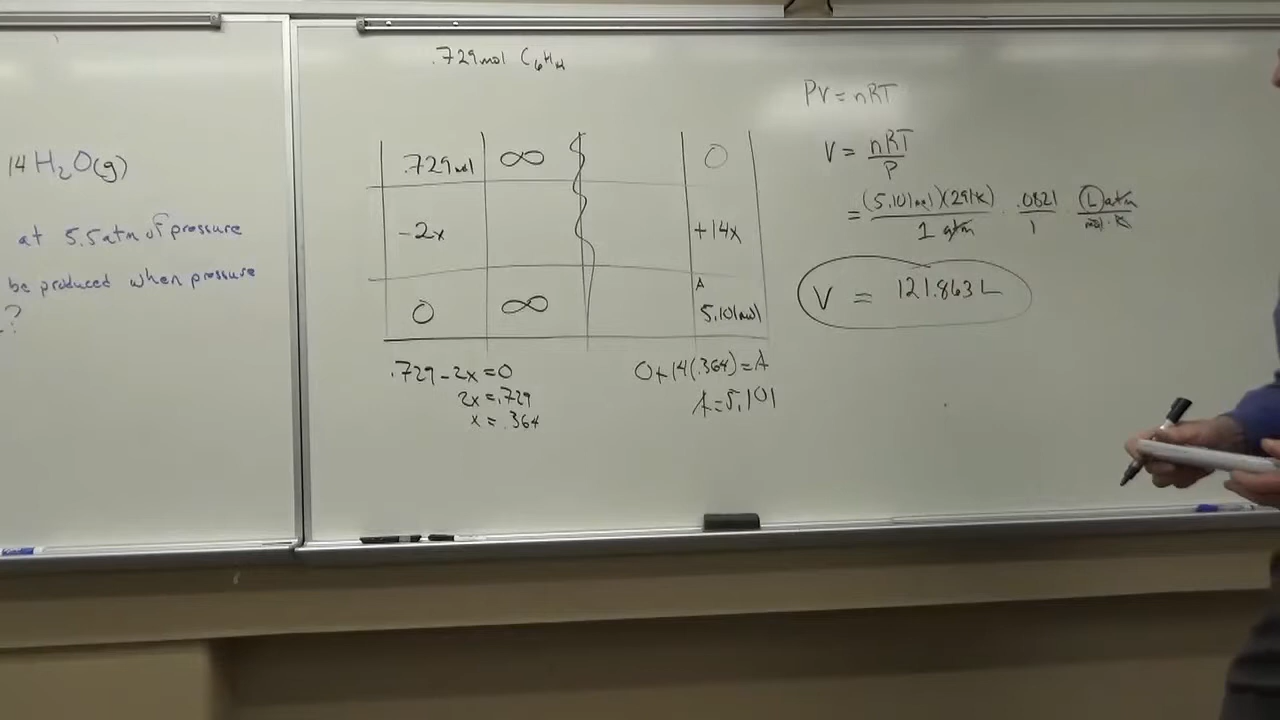 14 H₂O(g)
at 5.5atm of pressure
be produced when pressure
?
.729mol C₆H₁₄
.729mol ∞ 0
-2x +14x
A
0 ∞ 5.101mol
.729-2x=0
2x=.729
x=.364
0+14(.364)=A
A=5.101
PV=nRT
V = nRT/P
= (5.101mol)(291K)/1 atm · .0821/1 · L atm/mol·K
V = 121.863L